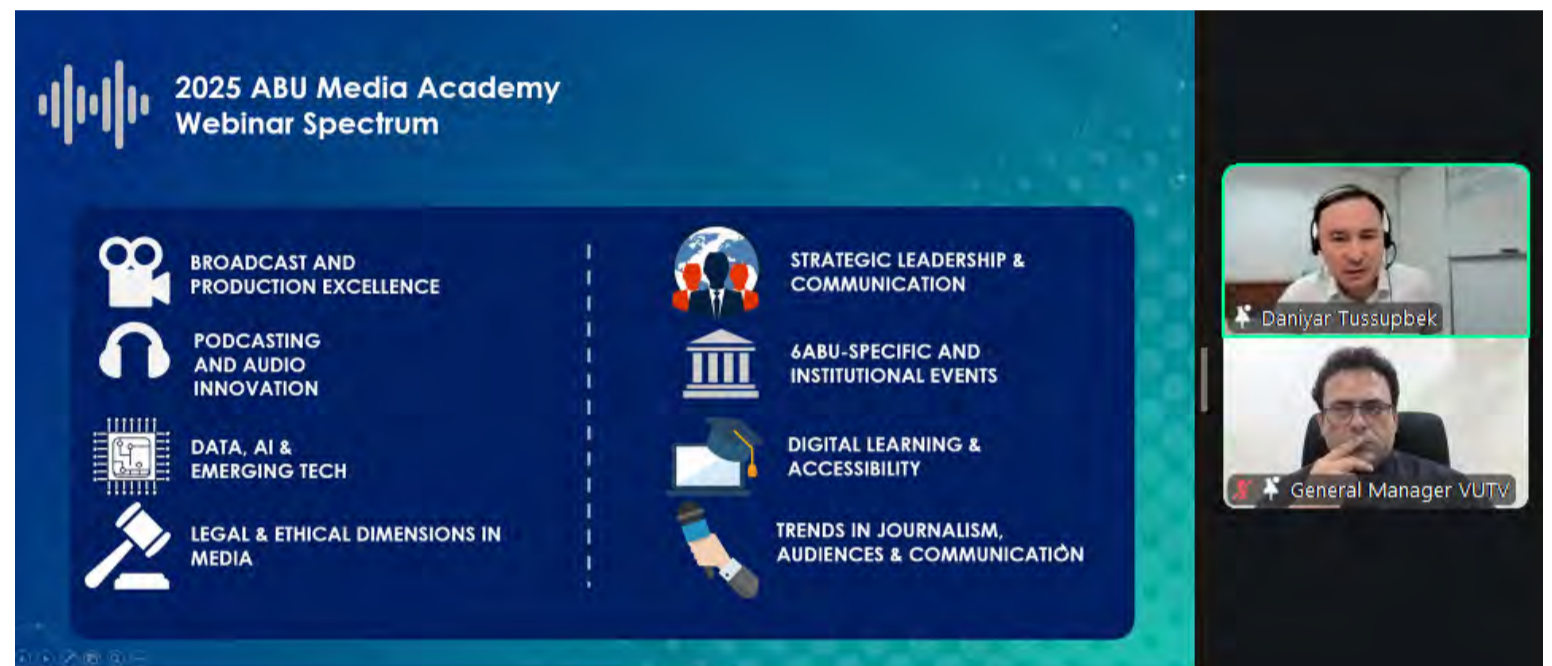 2025 ABU Media Academy
Webinar Spectrum
BROADCAST AND
PRODUCTION EXCELLENCE
PODCASTING
AND AUDIO
INNOVATION
DATA, AI &
EMERGING TECH
LEGAL & ETHICAL DIMENSIONS IN
MEDIA
STRATEGIC LEADERSHIP &
COMMUNICATION
6ABU-SPECIFIC AND
INSTITUTIONAL EVENTS
DIGITAL LEARNING &
ACCESSIBILITY
TRENDS IN JOURNALISM,
AUDIENCES & COMMUNICATION
Daniyar Tussupbek
General Manager VUTV